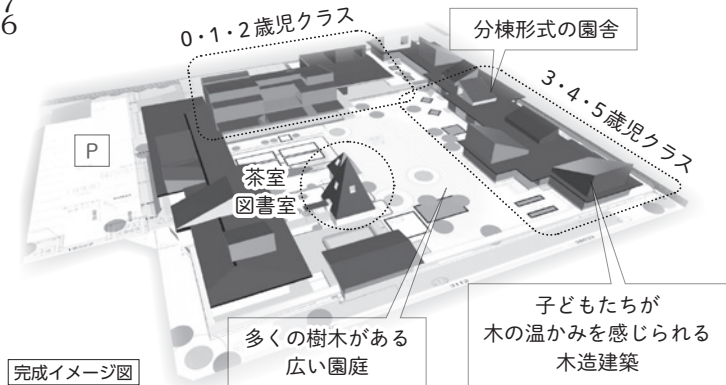 76
0・1・2歳児クラス
分棟形式の園舎
3・4・5歳児クラス
P
茶室
図書室
多くの樹木がある
広い園庭
子どもたちが
木の温かみを感じられる
木造建築
完成イメージ図